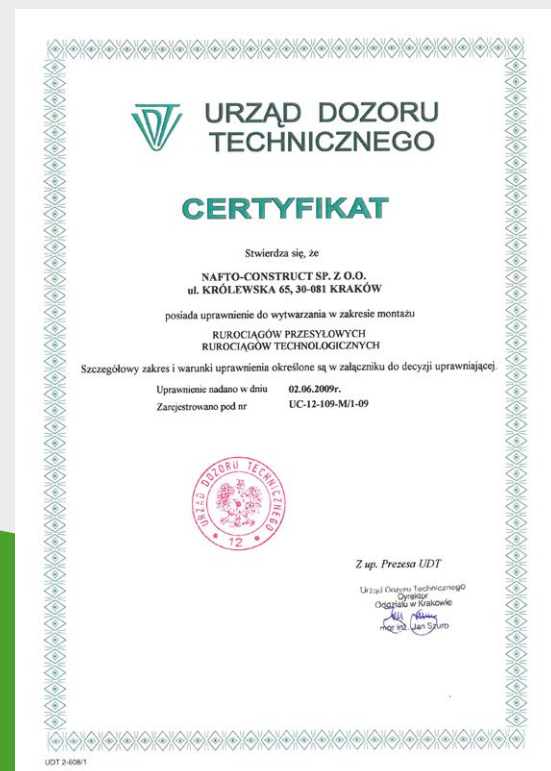 UDT
URZĄD DOZORU
TECHNICZNEGO
CERTYFIKAT
Stwierdza się, że
NAFTO-CONSTRUCT SP. Z O.O.
ul. KRÓLEWSKA 65, 30-081 KRAKÓW
posiada uprawnienie do wytwarzania w zakresie montażu
RUROCIĄGÓW PRZESYŁOWYCH
RUROCIĄGÓW TECHNOLOGICZNYCH
Szczegółowy zakres i warunki uprawnienia określone są w załączniku do decyzji uprawniającej.
Uprawnienie nadano w dniu 02.06.2009r.
Zarejestrowano pod nr UC-12-109-M/1-09
URZĄD DOZORU TECHNICZNEGO
12
Z up. Prezesa UDT
Urząd Dozoru Technicznego
Dyrektor
Oddziału w Krakowie
mgr inż. Jan Szuro
UDT 2-608/1